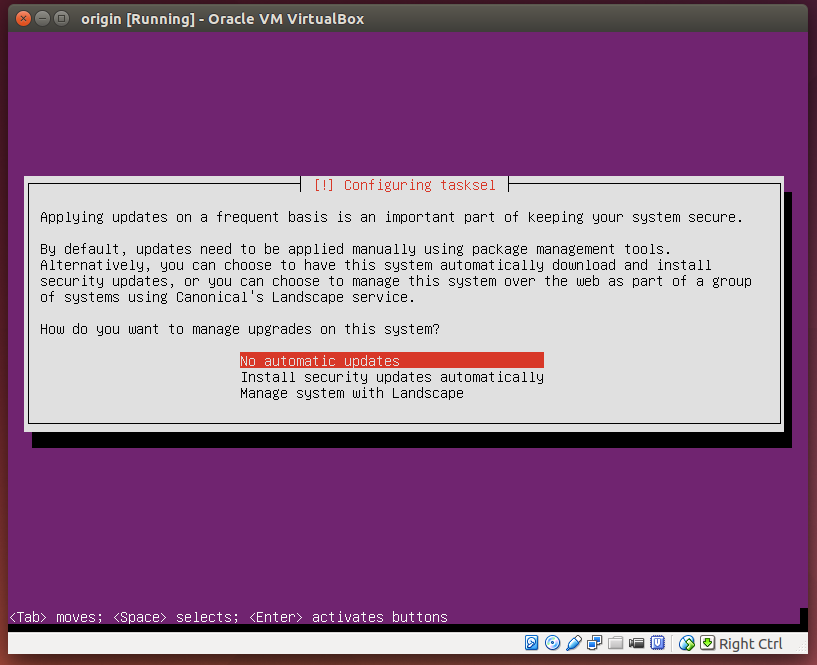 origin [Running] - Oracle VM VirtualBox
[!] Configuring tasksel
Applying updates on a frequent basis is an important part of keeping your system secure.
By default, updates need to be applied manually using package management tools.
Alternatively, you can choose to have this system automatically download and install
security updates, or you can choose to manage this system over the web as part of a group
of systems using Canonical's Landscape service.
How do you want to manage upgrades on this system?
No automatic updates
Install security updates automatically
Manage system with Landscape
<Tab> moves; <Space> selects; <Enter> activates buttons
Right Ctrl